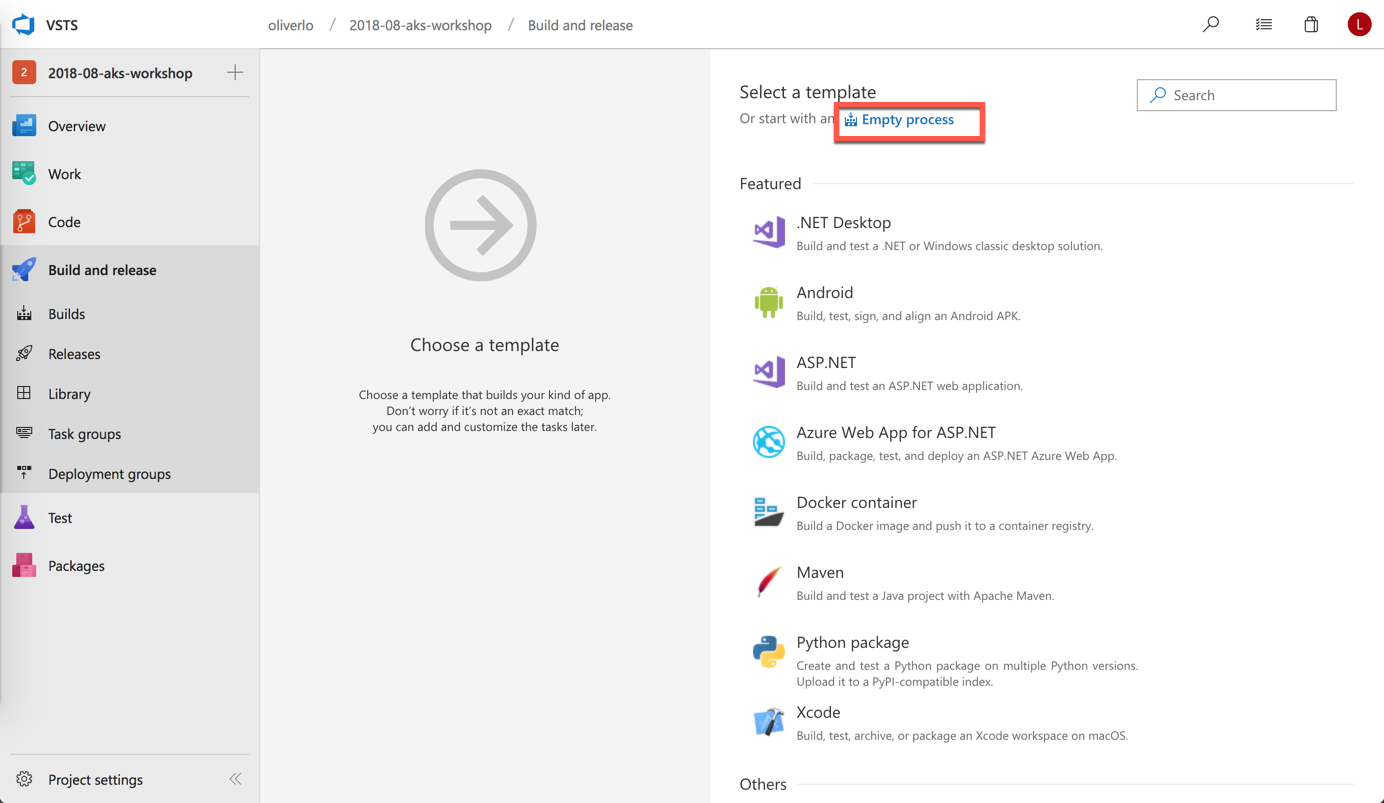 VSTS
oliverlo / 2018-08-aks-workshop / Build and release
L
2 2018-08-aks-workshop
Overview
Work
Code
Build and release
Builds
Releases
Library
Task groups
Deployment groups
Test
Packages
Project settings
Choose a template
Choose a template that builds your kind of app.
Don't worry if it's not an exact match;
you can add and customize the tasks later.
Select a template
Search
Or start with an Empty process
Featured
.NET Desktop
Build and test a .NET or Windows classic desktop solution.
Android
Build, test, sign, and align an Android APK.
ASP.NET
Build and test an ASP.NET web application.
Azure Web App for ASP.NET
Build, package, test, and deploy an ASP.NET Azure Web App.
Docker container
Build a Docker image and push it to a container registry.
Maven
Build and test a Java project with Apache Maven.
Python package
Create and test a Python package on multiple Python versions.
Upload it to a PyPI-compatible index.
Xcode
Build, test, archive, or package an Xcode workspace on macOS.
Others